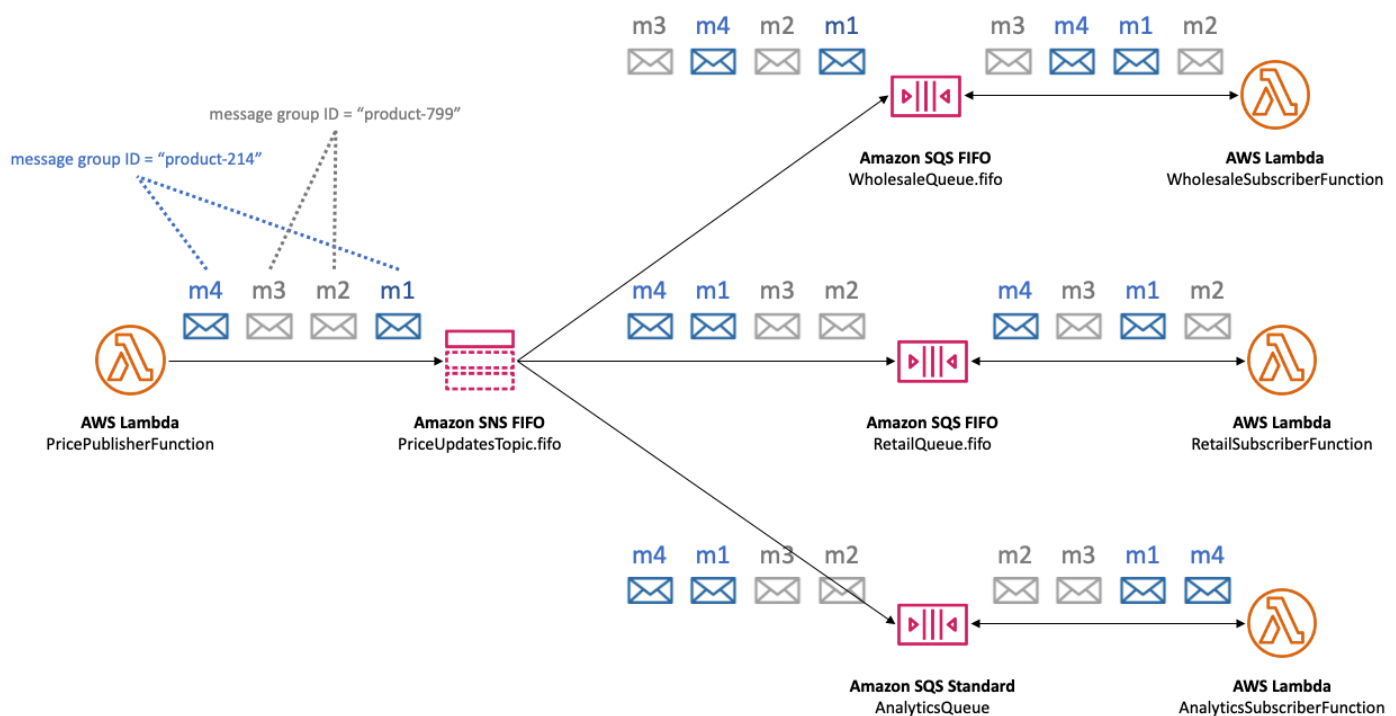 m3 m4 m2 m1
m3 m4 m1 m2
message group ID = “product-799”
message group ID = “product-214”
Amazon SQS FIFO
WholesaleQueue.fifo
AWS Lambda
WholesaleSubscriberFunction
m4 m3 m2 m1
m4 m1 m3 m2
m4 m3 m1 m2
AWS Lambda
PricePublisherFunction
Amazon SNS FIFO
PriceUpdatesTopic.fifo
Amazon SQS FIFO
RetailQueue.fifo
AWS Lambda
RetailSubscriberFunction
m4 m1 m3 m2
m2 m3 m1 m4
Amazon SQS Standard
AnalyticsQueue
AWS Lambda
AnalyticsSubscriberFunction